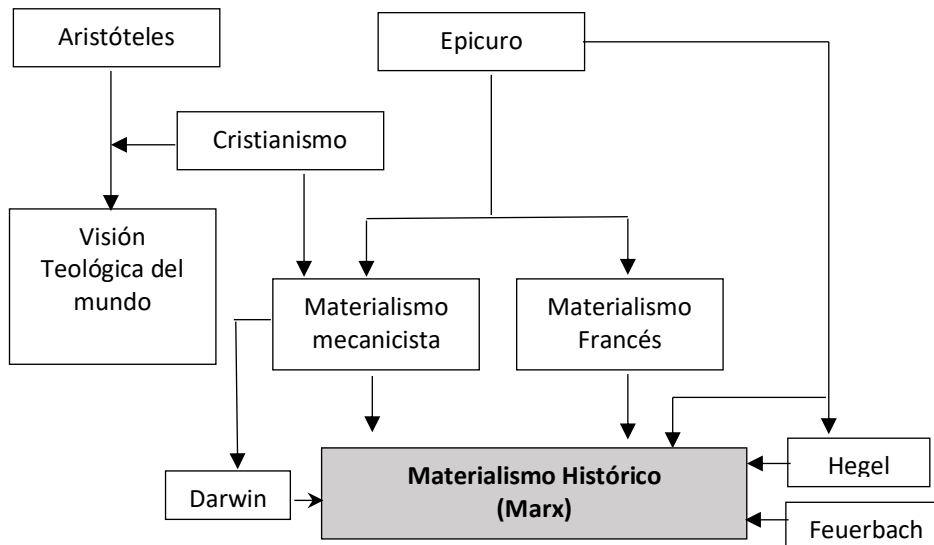 Aristóteles
Epicuro
Cristianismo
Visión
Teológica del
mundo
Materialismo
mecanicista
Materialismo
Francés
Materialismo Histórico
(Marx)
Hegel
Darwin
Feuerbach